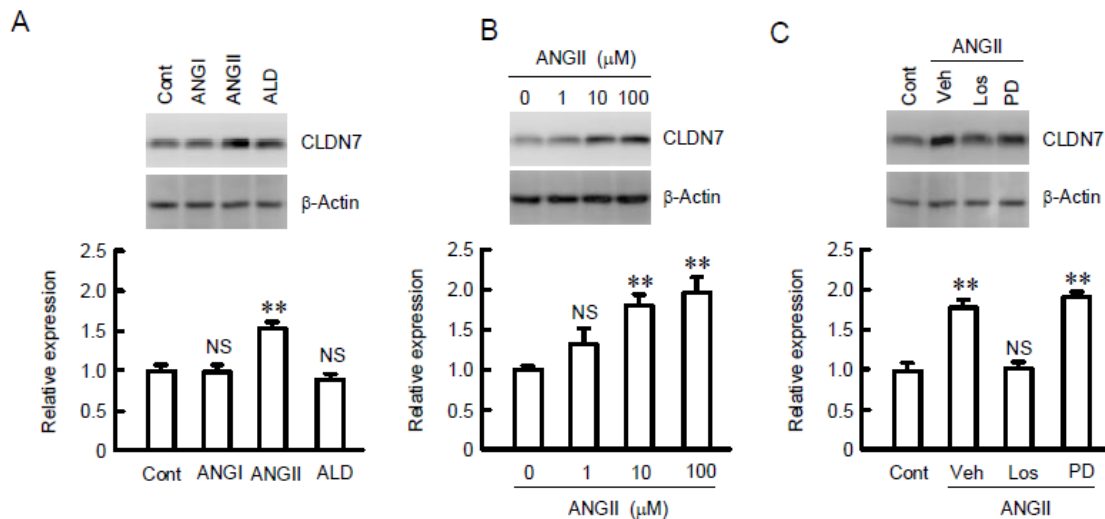 A
Cont
ANGI
ANGII
ALD
CLDN7
β-Actin
Relative expression
2.5
2.0
1.5
1.0
0.5
0
NS
**
NS
Cont ANGI ANGII ALD
B
ANGII (μM)
0 1 10 100
CLDN7
β-Actin
Relative expression
2.5
2.0
1.5
1.0
0.5
0
NS
**
**
0 1 10 100
ANGII (μM)
C
ANGII
Cont
Veh
Los
PD
CLDN7
β-Actin
Relative expression
2.5
2.0
1.5
1.0
0.5
0
**
NS
**
Cont Veh Los PD
ANGII